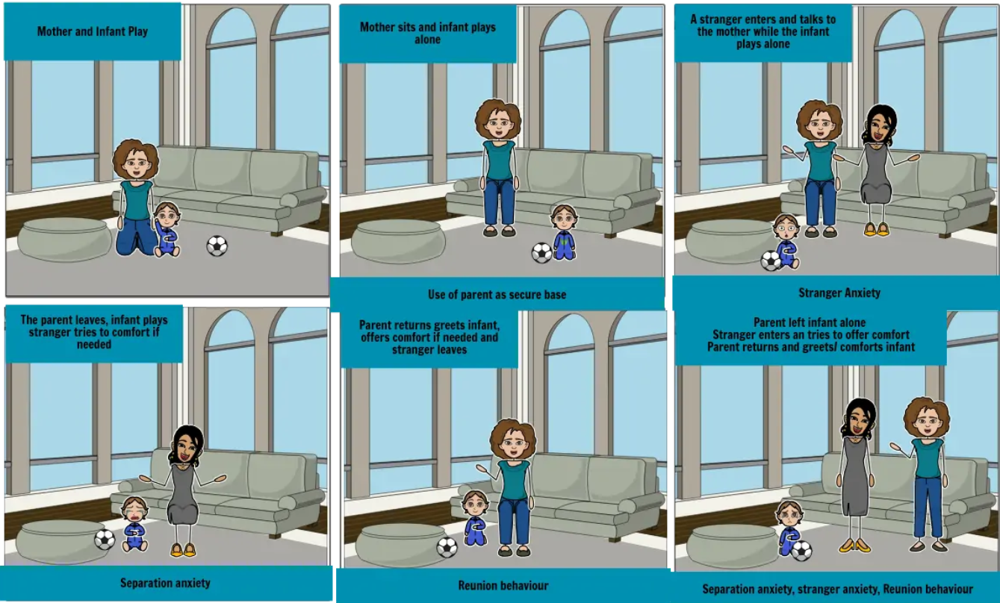 Mother and Infant Play
Mother sits and infant plays
alone
A stranger enters and talks to
the mother while the infant
plays alone
Use of parent as secure base
Stranger Anxiety
The parent leaves, infant plays
stranger tries to comfort if
needed
Parent returns greets infant,
offers comfort if needed and
stranger leaves
Parent left infant alone
Stranger enters an tries to offer comfort
Parent returns and greets/ comforts infant
Separation anxiety
Reunion behaviour
Separation anxiety, stranger anxiety, Reunion behaviour